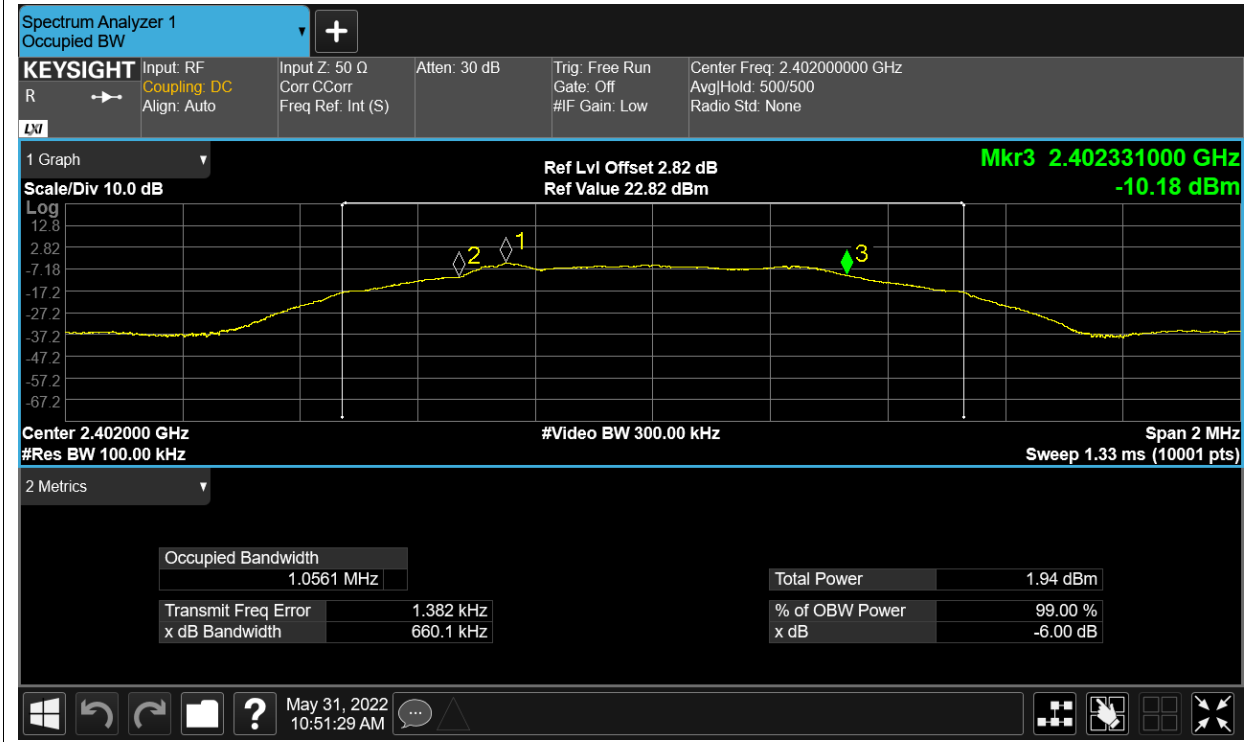 Spectrum Analyzer 1
Occupied BW
KEYSIGHT
R
LXI
Input: RF
Coupling: DC
Align: Auto
Input Z: 50 Ω
Corr CCorr
Freq Ref: Int (S)
Atten: 30 dB
Trig: Free Run
Gate: Off
#IF Gain: Low
Center Freq: 2.402000000 GHz
Avg|Hold: 500/500
Radio Std: None
1 Graph
Scale/Div 10.0 dB
Ref Lvl Offset 2.82 dB
Ref Value 22.82 dBm
Mkr3 2.402331000 GHz
-10.18 dBm
Log
12.8
2.82
-7.18
-17.2
-27.2
-37.2
-47.2
-57.2
-67.2
2
1
3
Center 2.402000 GHz
#Video BW 300.00 kHz
Span 2 MHz
#Res BW 100.00 kHz
Sweep 1.33 ms (10001 pts)
2 Metrics
Occupied Bandwidth
1.0561 MHz
Total Power 1.94 dBm
Transmit Freq Error 1.382 kHz
% of OBW Power 99.00 %
x dB Bandwidth 660.1 kHz
x dB -6.00 dB
?
May 31, 2022
10:51:29 AM